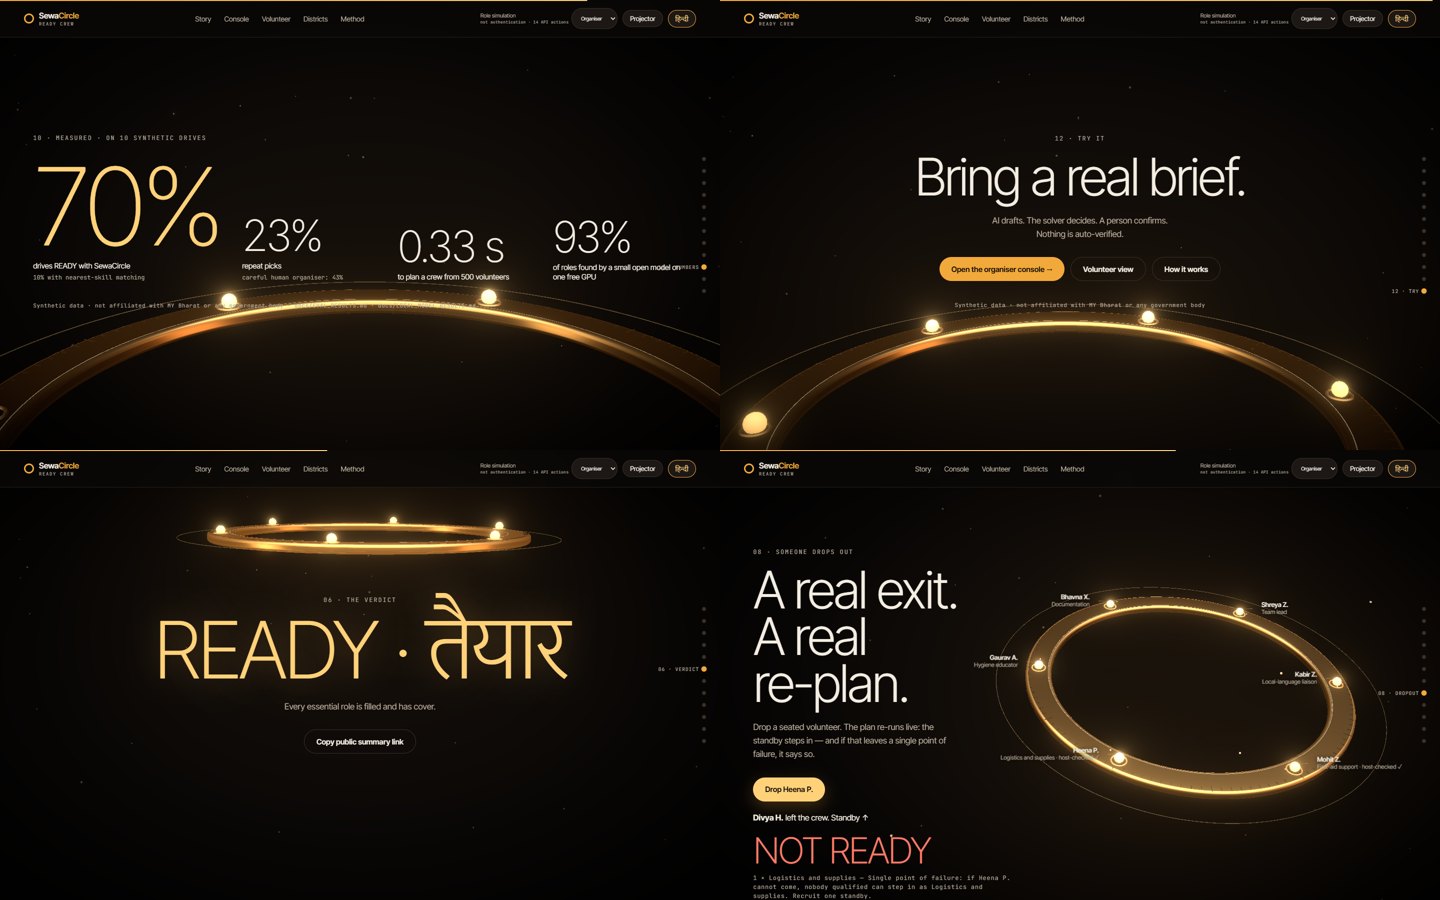 SewaCircle
READY CREW
Story Console Volunteer Districts Method
Role simulation
not authentication · 14 API actions
Organiser
Projector
हिन्दी
10 · MEASURED · ON 10 SYNTHETIC DRIVES
70%
drives READY with SewaCircle
10% with nearest-skill matching
23%
repeat picks
careful human organiser: 43%
0.33 s
to plan a crew from 500 volunteers
93%
of roles found by a small open model on
one free GPU
Synthetic data · not affiliated with MY Bharat or any government body
SewaCircle
READY CREW
Story Console Volunteer Districts Method
Role simulation
not authentication · 14 API actions
Organiser
Projector
हिन्दी
12 · TRY IT
Bring a real brief.
AI drafts. The solver decides. A person confirms.
Nothing is auto-verified.
Open the organiser console →
Volunteer view
How it works
12 · TRY
Synthetic data · not affiliated with MY Bharat or any government body
SewaCircle
READY CREW
Story Console Volunteer Districts Method
Role simulation
not authentication · 14 API actions
Organiser
Projector
हिन्दी
06 · THE VERDICT
READY · तैयार
06 · VERDICT
Every essential role is filled and has cover.
Copy public summary link
SewaCircle
READY CREW
Story Console Volunteer Districts Method
Role simulation
not authentication · 14 API actions
Organiser
Projector
हिन्दी
08 · SOMEONE DROPS OUT
A real exit.
A real
re-plan.
Drop a seated volunteer. The plan re-runs live: the
standby steps in — and if that leaves a single point of
failure, it says so.
Drop Heena P.
Divya H. left the crew. Standby ↑
NOT READY
1 • Logistics and supplies — Single point of failure: if Heena P.
cannot come, nobody qualified can step in as Logistics and
supplies. Recruit one standby.
Bhavna X.
Documentation
Shreya Z.
Team lead
Gaurav A.
Hygiene educator
Kabir Z.
Local-language liaison
08 · DROPOUT
Heena P.
Logistics and supplies · host-checked
Mohit Z.
First-aid support · host-checked ✓